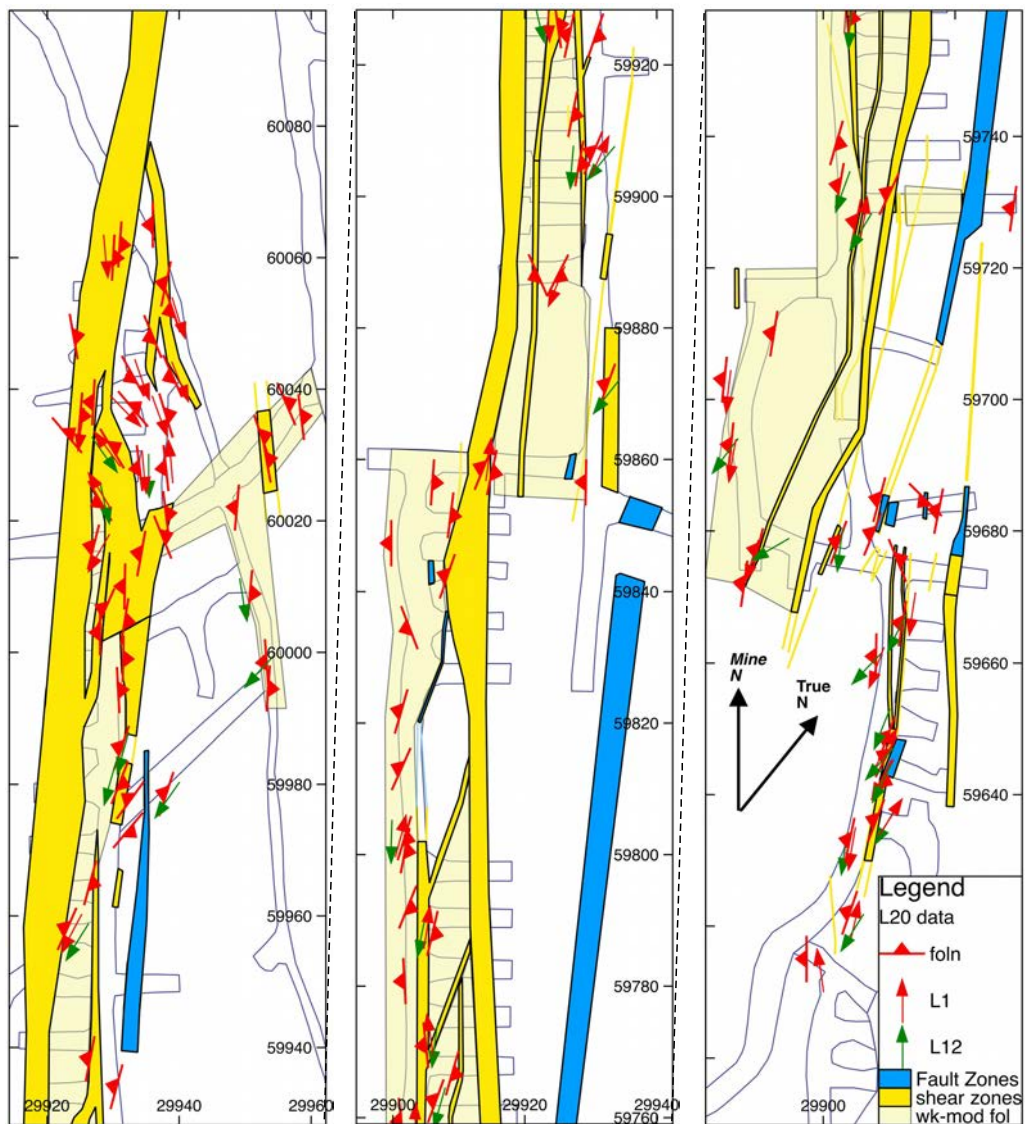 60080
60060
60040
60020
60000
59980
59960
59940
29920
29940
29960
59920
59900
59880
59860
59840
59820
59800
59780
59760
29900
29920
29940
59740
59720
59700
59680
59660
59640
29900
Mine
N
True
N
Legend
L20 data
foln
L1
L12
Fault Zones
shear zones
wk-mod fol